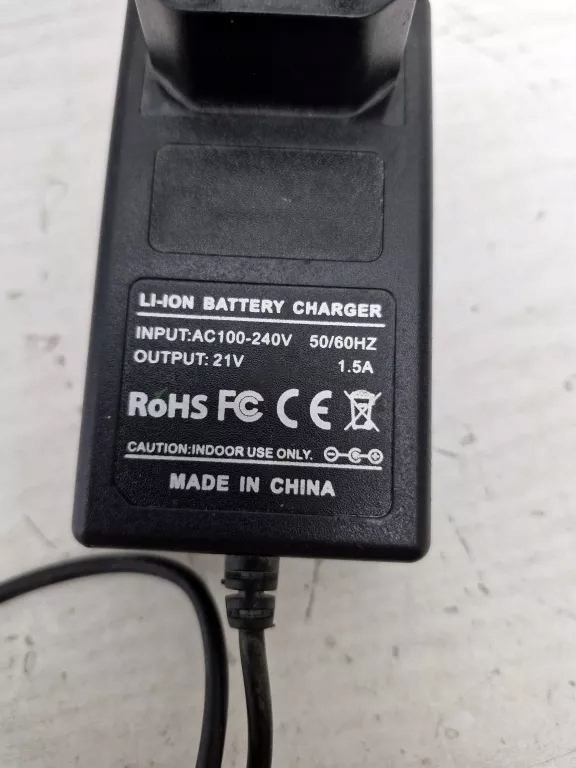 LI-ION BATTERY CHARGER
INPUT:AC100-240V 50/60HZ
OUTPUT: 21V 1.5A
RoHS FC CE
CAUTION:INDOOR USE ONLY.
MADE IN CHINA